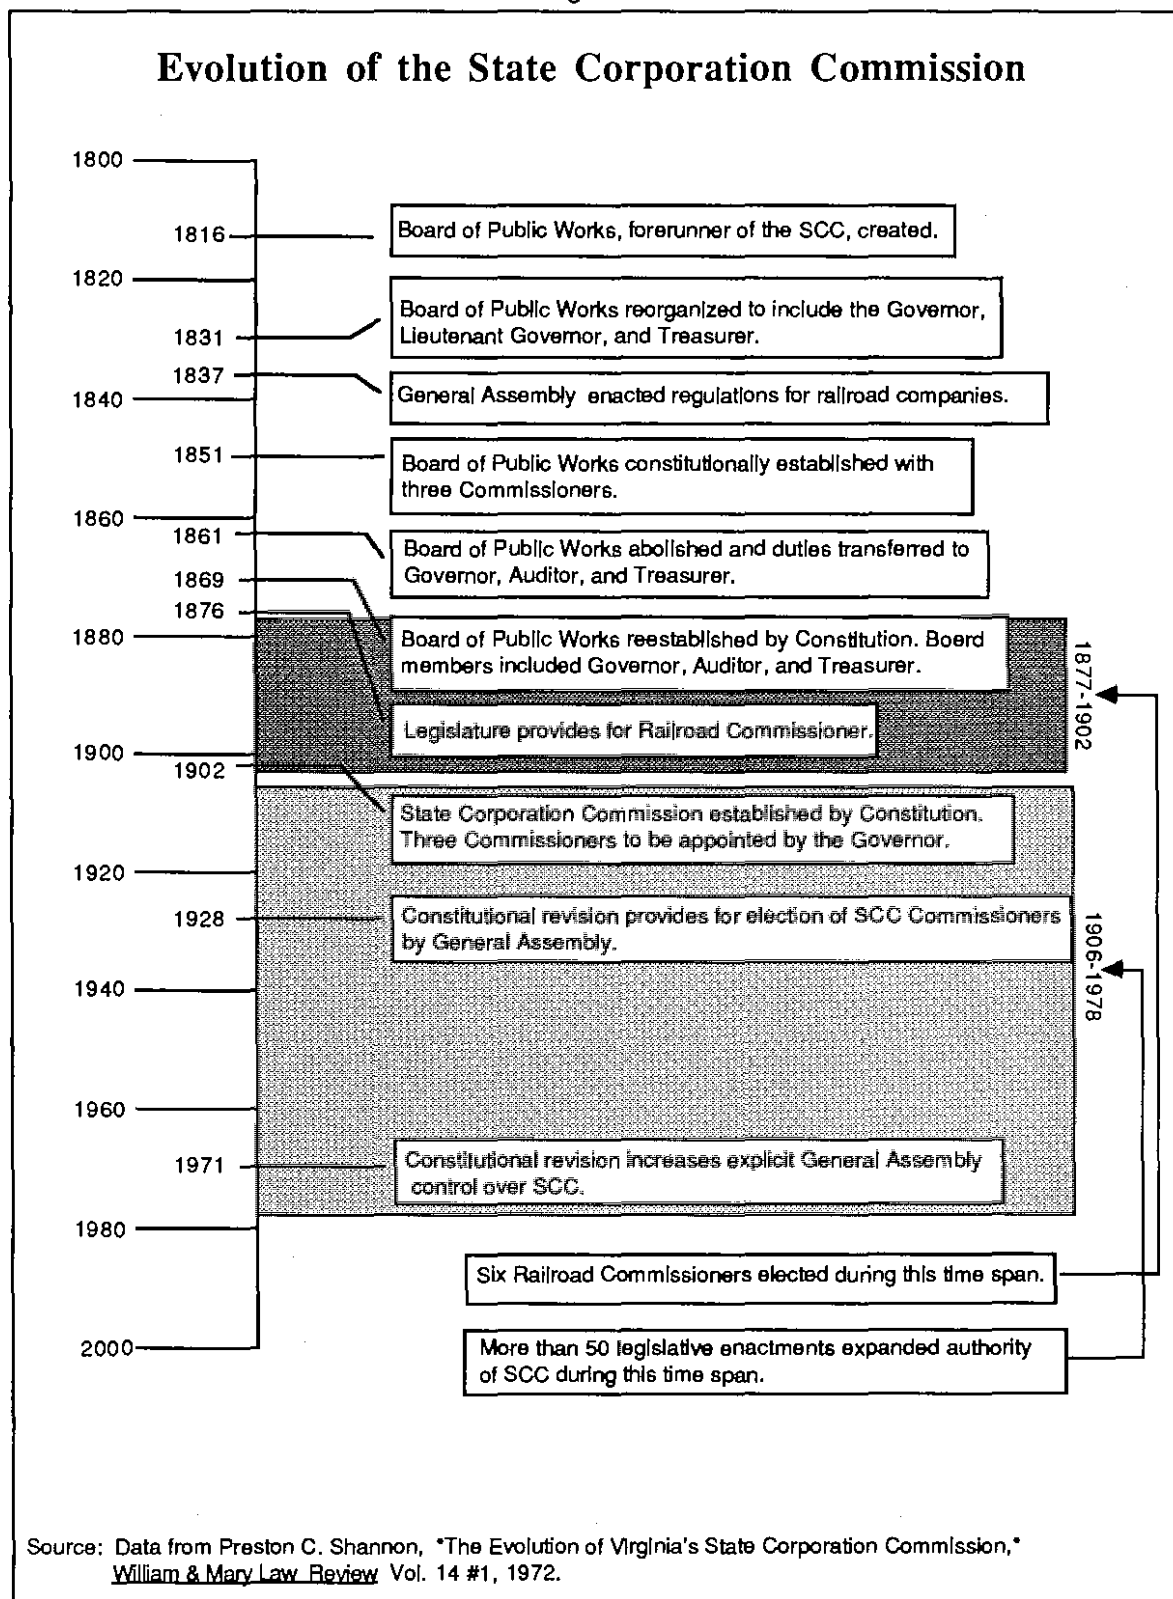 Evolution of the State Corporation Commission
1800
1816
Board of Public Works, forerunner of the SCC, created.
1820
Board of Public Works reorganized to include the Governor,
Lieutenant Governor, and Treasurer.
1831
1837
General Assembly enacted regulations for railroad companies.
1840
1851
Board of Public Works constitutionally established with
three Commissioners.
1860
1861
Board of Public Works abolished and duties transferred to
Governor, Auditor, and Treasurer.
1869
1876
1880
Board of Public Works reestablished by Constitution. Board
members included Governor, Auditor, and Treasurer.
1877-1902
Legislature provides for Railroad Commissioner.
1900
1902
State Corporation Commission established by Constitution.
Three Commissioners to be appointed by the Governor.
1920
1928
Constitutional revision provides for election of SCC Commissioners
by General Assembly.
1906-1978
1940
1960
1971
Constitutional revision increases explicit General Assembly
control over SCC.
1980
Six Railroad Commissioners elected during this time span.
2000
More than 50 legislative enactments expanded authority
of SCC during this time span.
Source: Data from Preston C. Shannon, "The Evolution of Virginia's State Corporation Commission,"
William & Mary Law Review Vol. 14 #1, 1972.